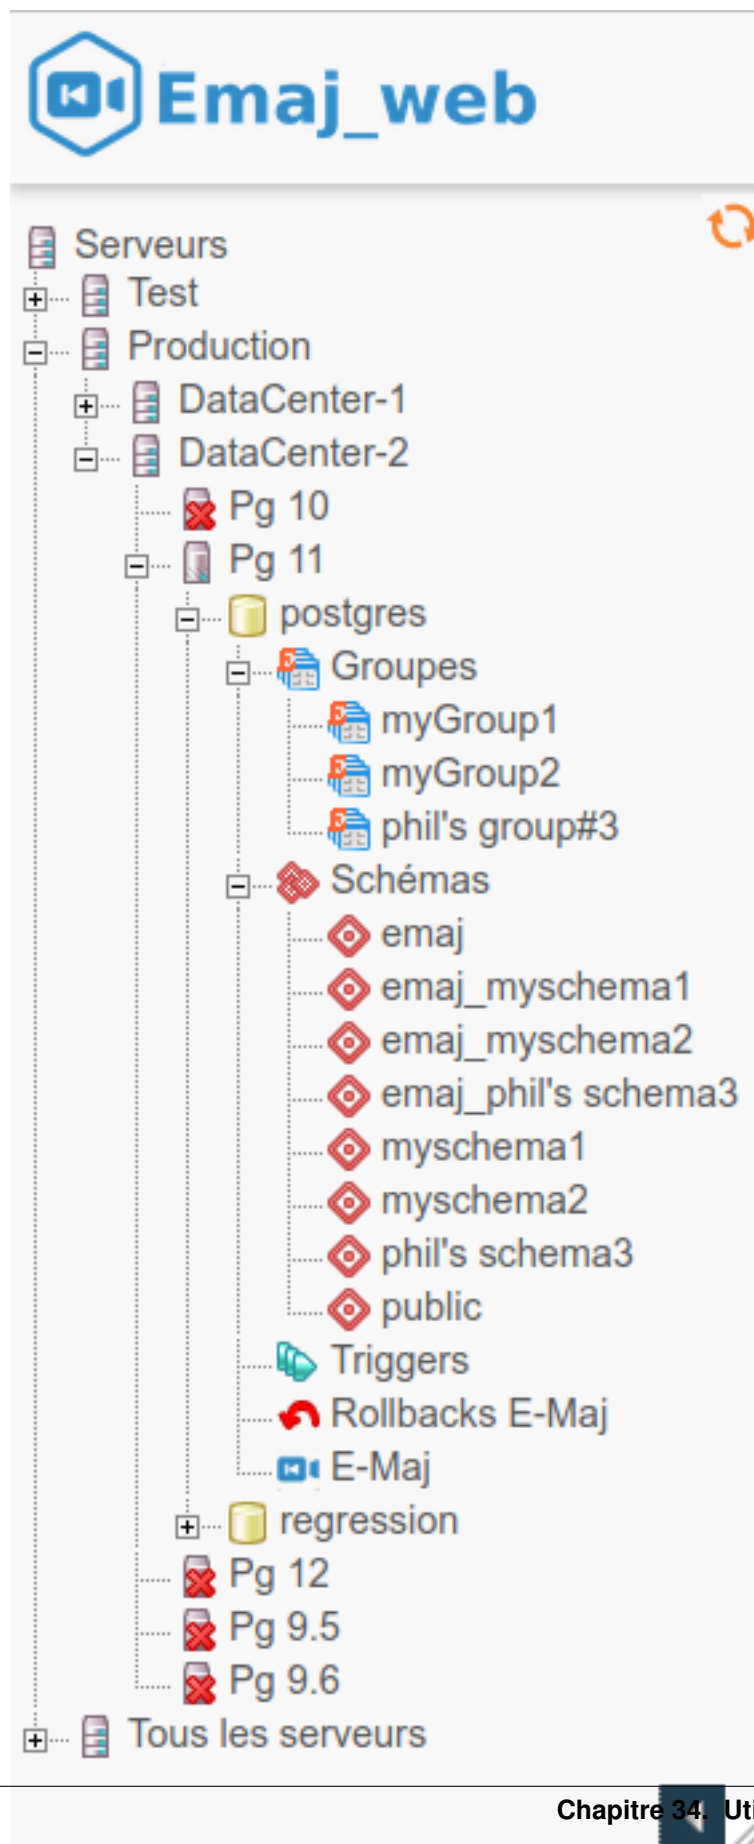 Emaj_web
Serveurs
Test
Production
DataCenter-1
DataCenter-2
Pg 10
Pg 11
postgres
Groupes
myGroup1
myGroup2
phil's group#3
Schémas
emaj
emaj_myschema1
emaj_myschema2
emaj_phil's schema3
myschema1
myschema2
phil's schema3
public
Triggers
Rollbacks E-Maj
E-Maj
regression
Pg 12
Pg 9.5
Pg 9.6
Tous les serveurs
Chapitre 34. Uti